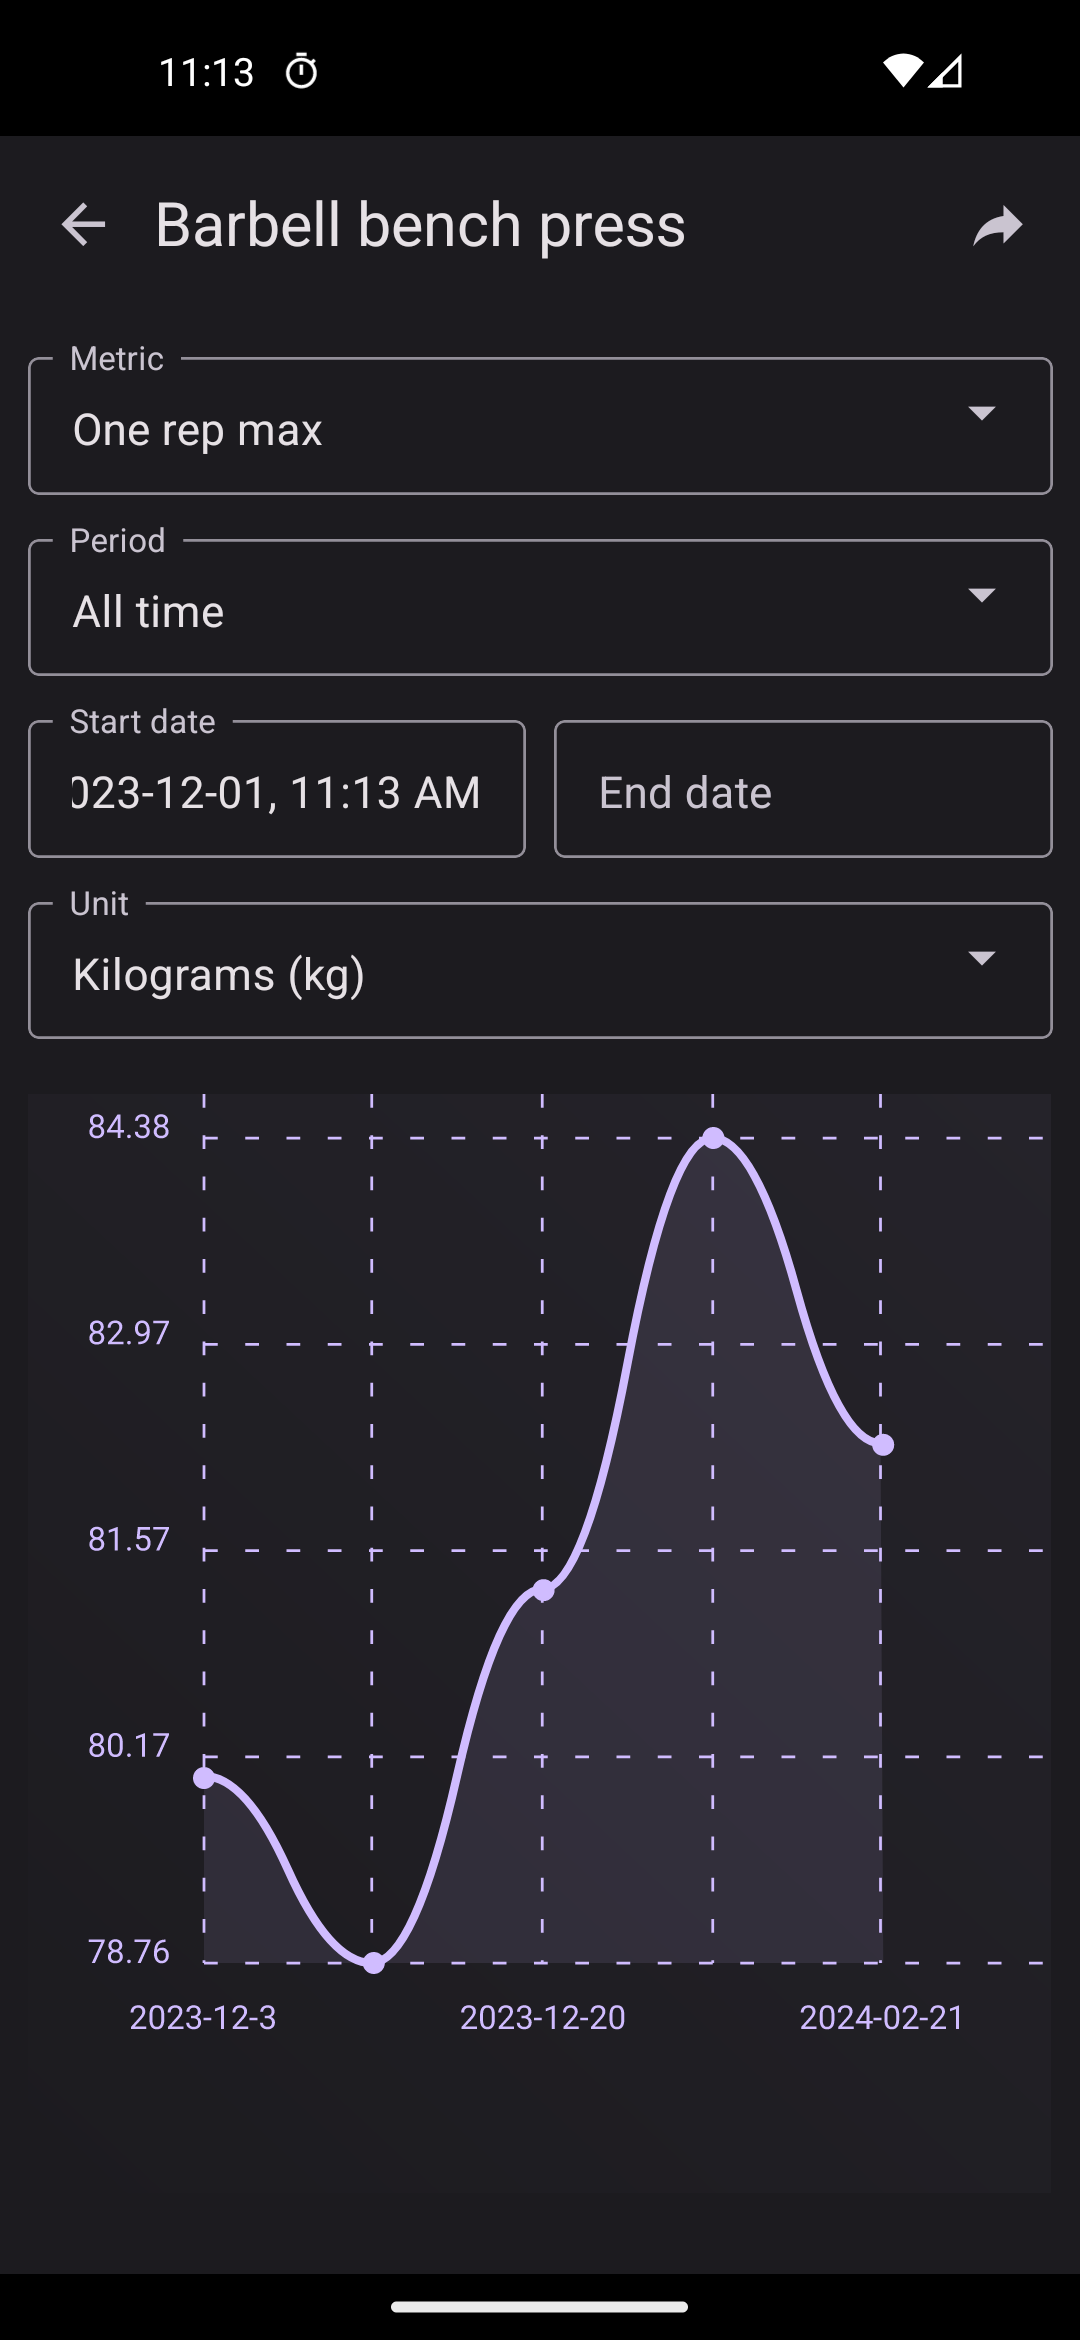 11:13
Barbell bench press
Metric
One rep max
Period
All time
Start date
023-12-01, 11:13 AM
End date
Unit
Kilograms (kg)
84.38
82.97
81.57
80.17
78.76
2023-12-3
2023-12-20
2024-02-21